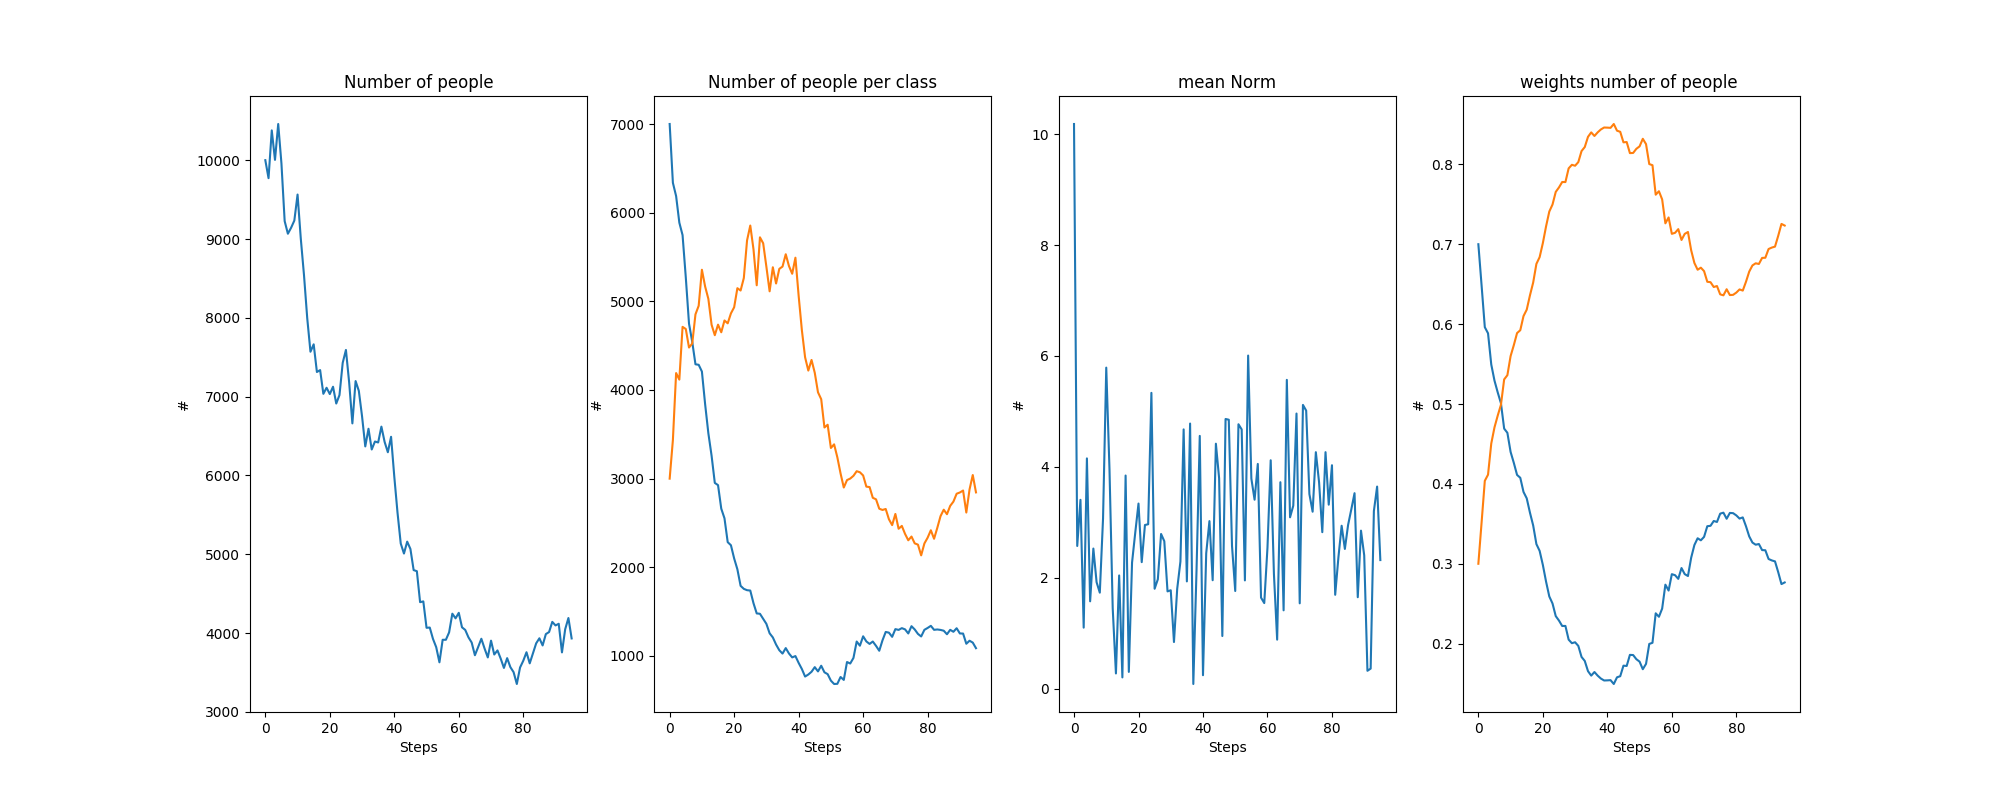 Number of people
10000
9000
8000
7000
6000
5000
4000
3000
#
0 20 40 60 80
Steps
Number of people per class
7000
6000
5000
4000
3000
2000
1000
#
0 20 40 60 80
Steps
mean Norm
10
8
6
4
2
0
#
0 20 40 60 80
Steps
weights number of people
0.8
0.7
0.6
0.5
0.4
0.3
0.2
#
0 20 40 60 80
Steps